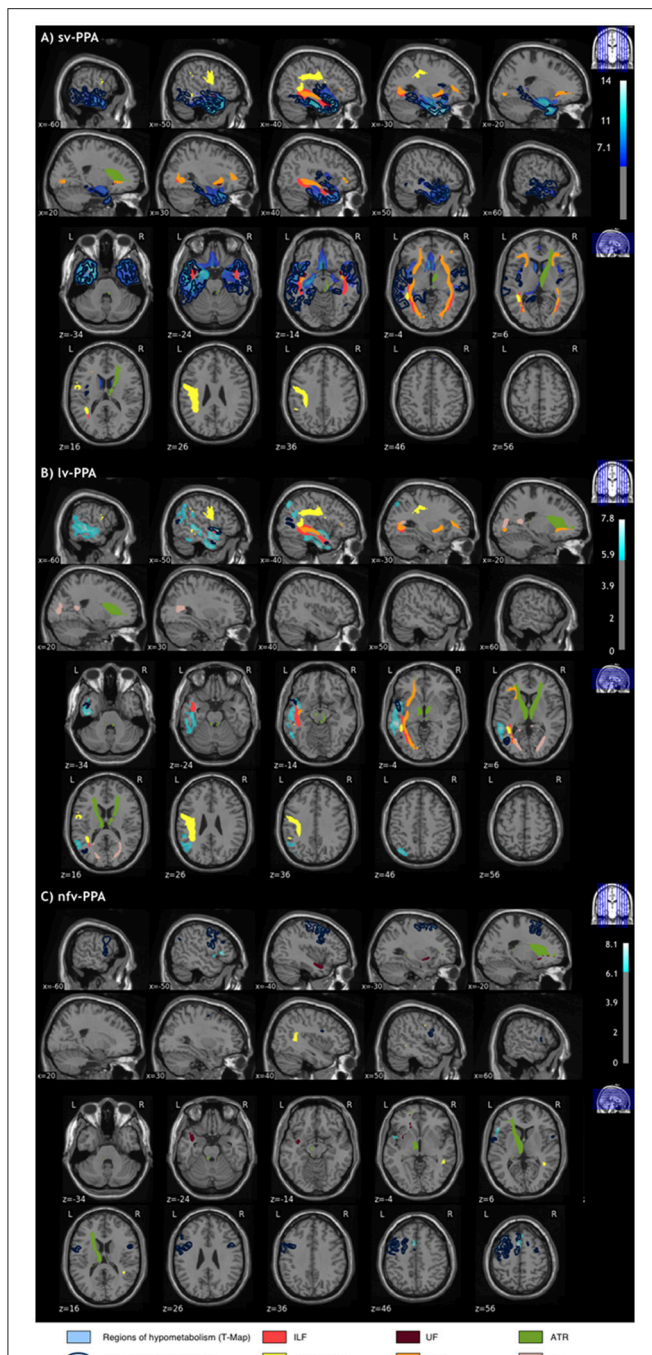 A) sv-PPA
x=-60 x=-50 x=-40 x=-30 x=-20
14
11
7.1
x=20 x=30 x=40 x=50 x=60
L R L R L R L R L R
z=-34 z=-24 z=-14 z=-4 z=6
L R L R L R L R L R
z=16 z=26 z=36 z=46 z=56
B) lv-PPA
x=-60 x=-50 x=-40 x=-30 x=-20
7.8
5.9
3.9
2
0
x=20 x=30 x=40 x=50 x=60
L R L R L R L R L R
z=-34 z=-24 z=-14 z=-4 z=6
L R L R L R L R L R
z=16 z=26 z=36 z=46 z=56
C) nfv-PPA
x=-60 x=-50 x=-40 x=-30 x=-20
8.1
6.1
3.9
2
0
x=20 x=30 x=40 x=50 x=60
L R L R L R L R L R
z=-34 z=-24 z=-14 z=-4 z=6
L R L R L R L R L R
z=16 z=26 z=36 z=46 z=56
Regions of hypometabolism (T-Map) ILF UF ATR